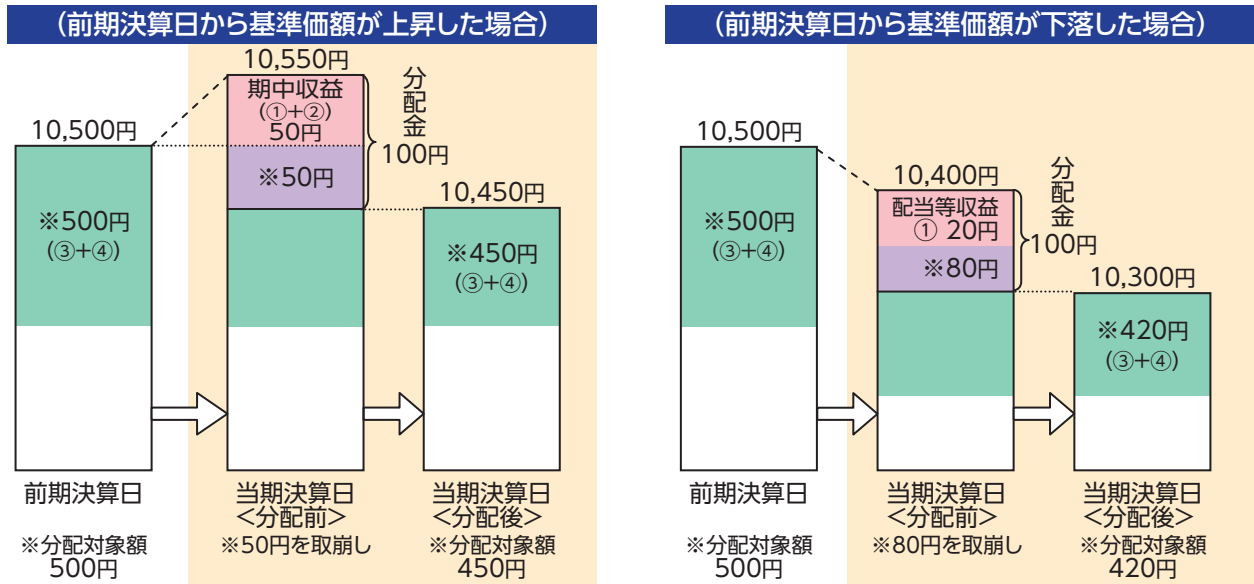 (前期決算日から基準価額が上昇した場合)
10,550円
期中収益
(①+②)
50円
分配金
100円
10,500円
※50円
10,450円
※500円
(③+④)
※450円
(③+④)
前期決算日
当期決算日
<分配前>
当期決算日
<分配後>
※分配対象額
500円
※50円を取崩し
※分配対象額
450円
(前期決算日から基準価額が下落した場合)
10,500円
10,400円
分配金
100円
配当等収益
① 20円
※500円
(③+④)
※80円
10,300円
※420円
(③+④)
前期決算日
当期決算日
<分配前>
当期決算日
<分配後>
※分配対象額
500円
※80円を取崩し
※分配対象額
420円